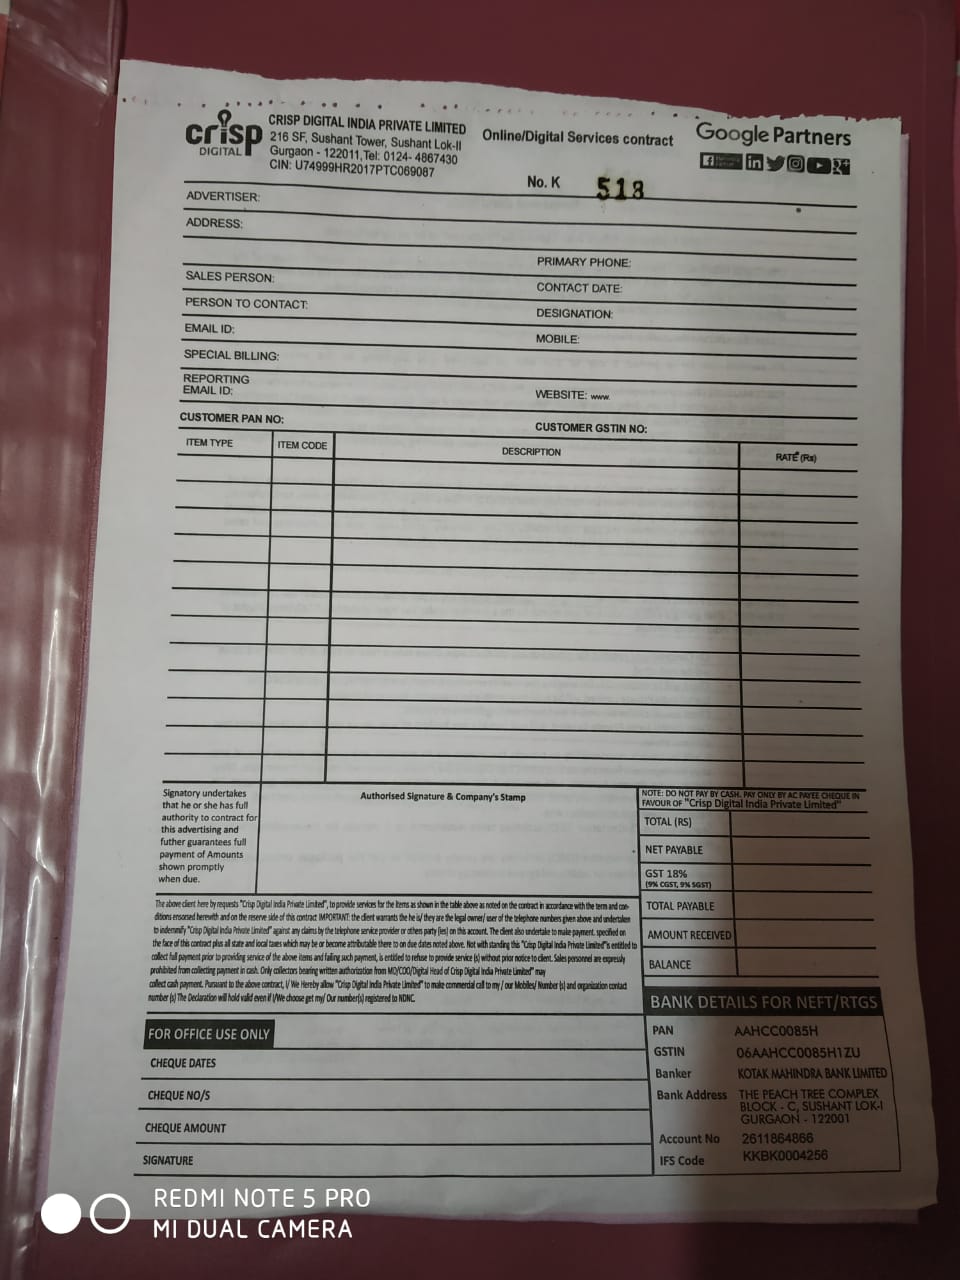 crisp
DIGITAL
CRISP DIGITAL INDIA PRIVATE LIMITED
216 SF, Sushant Tower, Sushant Lok-II
Gurgaon - 122011,Tel: 0124- 4867430
CIN: U74999HR2017PTC069087
Online/Digital Services contract
Google Partners
No. K 518
ADVERTISER:
ADDRESS:
PRIMARY PHONE:
SALES PERSON:
CONTACT DATE:
PERSON TO CONTACT:
DESIGNATION:
EMAIL ID:
MOBILE:
SPECIAL BILLING:
REPORTING
EMAIL ID:
WEBSITE: www.
CUSTOMER PAN NO:
CUSTOMER GSTIN NO:
ITEM TYPE ITEM CODE DESCRIPTION RATE (Rs)
Signatory undertakes
that he or she has full
authority to contract for
this advertising and
futher guarantees full
payment of Amounts
shown promptly
when due.
Authorised Signature & Company's Stamp
NOTE: DO NOT PAY BY CASH. PAY ONLY BY AC PAYEE CHEQUE IN
FAVOUR OF "Crisp Digital India Private Limited"
TOTAL (RS)
NET PAYABLE
GST 18%
(9% CGST, 9% SGST)
TOTAL PAYABLE
AMOUNT RECEIVED
BALANCE
The above client here by requests "Crisp Digital India Private Limited", to provide services for the items as shown in the table above as noted on the contract in accordance with the term and con-
ditions ensorsed herewith and on the reserve side of this contract IMPORTANT: the client warrants the he is/ they are the legal owner/ user of the telephone numbers given above and undertaken
to indemnify "Crisp Digital India Private Limited" against any claims by the telephone service provider or others party (ies) on this account. The client also undertake to make payment. specified on
the face of this contract plus all state and local taxes which may be or become attributable there to on due dates noted above. Not with standing this "Crisp Digital India Private Limited"is entitled to
collect full payment prior to providing service of the above items and failing such payment, is entitled to refuse to provide service (s) without prior notice to client. Sales personnel are expressly
prohibited from collecting payment in cash. Only collectors bearing written authorization from MD/COO/Digital Head of Crisp Digital India Private Limited" may
collect cash payment. Pursuant to the above contract, I/ We Hereby allow "Crisp Digital India Private Limited" to make commercial call to my / our Mobiles/ Number (s) and organization contact
number (s) The Declaration will hold valid even if I/We choose get my/ Our number(s) registered to NDNC.
FOR OFFICE USE ONLY
CHEQUE DATES
CHEQUE NO/S
CHEQUE AMOUNT
SIGNATURE
BANK DETAILS FOR NEFT/RTGS
PAN AAHCC0085H
GSTIN 06AAHCC0085H1ZU
Banker KOTAK MAHINDRA BANK LIMITED
Bank Address THE PEACH TREE COMPLEX
BLOCK - C, SUSHANT LOK-I
GURGAON - 122001
Account No 2611864866
IFS Code KKBK0004256
REDMI NOTE 5 PRO
MI DUAL CAMERA